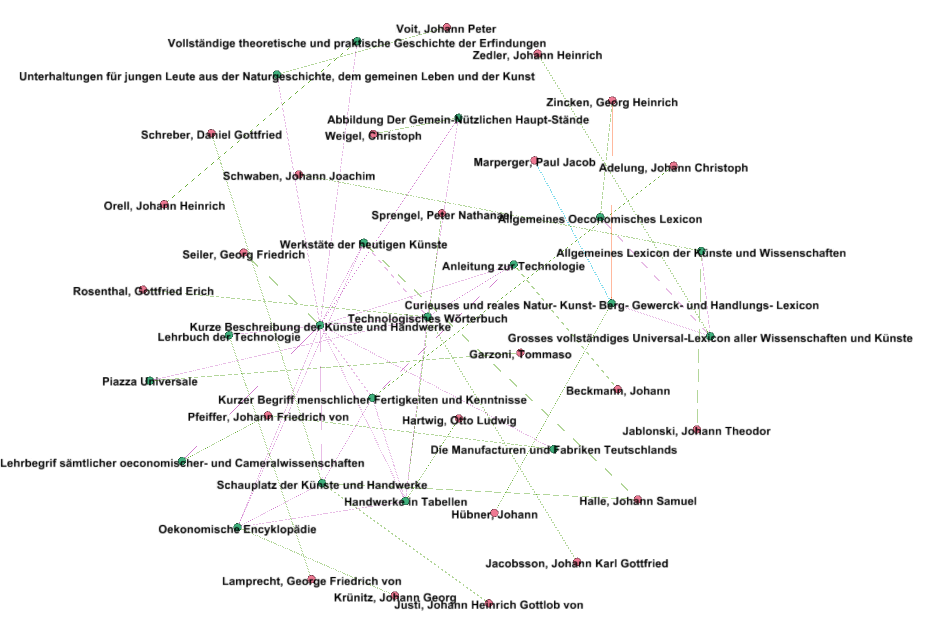 Voit, Johann Peter
Vollständige theoretische und praktische Geschichte der Erfindungen
Zedler, Johann Heinrich
Unterhaltungen für jungen Leute aus der Naturgeschichte, dem gemeinen Leben und der Kunst
Zincken, Georg Heinrich
Abbildung Der Gemein-Nützlichen Haupt-Stände
Schreber, Daniel Gottfried
Weigel, Christoph
Marperger, Paul Jacob
Adelung, Johann Christoph
Schwaben, Johann Joachim
Orell, Johann Heinrich
Sprengel, Peter Nathanael
Allgemeines Oeconomisches Lexicon
Werkstäte der heutigen Künste
Seiler, Georg Friedrich
Allgemeines Lexicon der Künste und Wissenschaften
Anleitung zur Technologie
Rosenthal, Gottfried Erich
Curieuses und reales Natur- Kunst- Berg- Gewerck- und Handlungs- Lexicon
Technologisches Wörterbuch
Kurze Beschreibung der Künste und Handwerke
Lehrbuch der Technologie
Grosses vollständiges Universal-Lexicon aller Wissenschaften und Künste
Garzoni, Tommaso
Piazza Universale
Beckmann, Johann
Kurzer Begriff menschlicher Fertigkeiten und Kenntnisse
Pfeiffer, Johann Friedrich von
Hartwig, Otto Ludwig
Jablonski, Johann Theodor
Die Manufacturen und Fabriken Teutschlands
Lehrbegrif sämtlicher oeconomischer- und Cameralwissenschaften
Schauplatz der Künste und Handwerke
Handwerke in Tabellen
Halle, Johann Samuel
Hübner, Johann
Oekonomische Encyklopädie
Jacobsson, Johann Karl Gottfried
Lamprecht, George Friedrich von
Krünitz, Johann Georg
Justi, Johann Heinrich Gottlob von